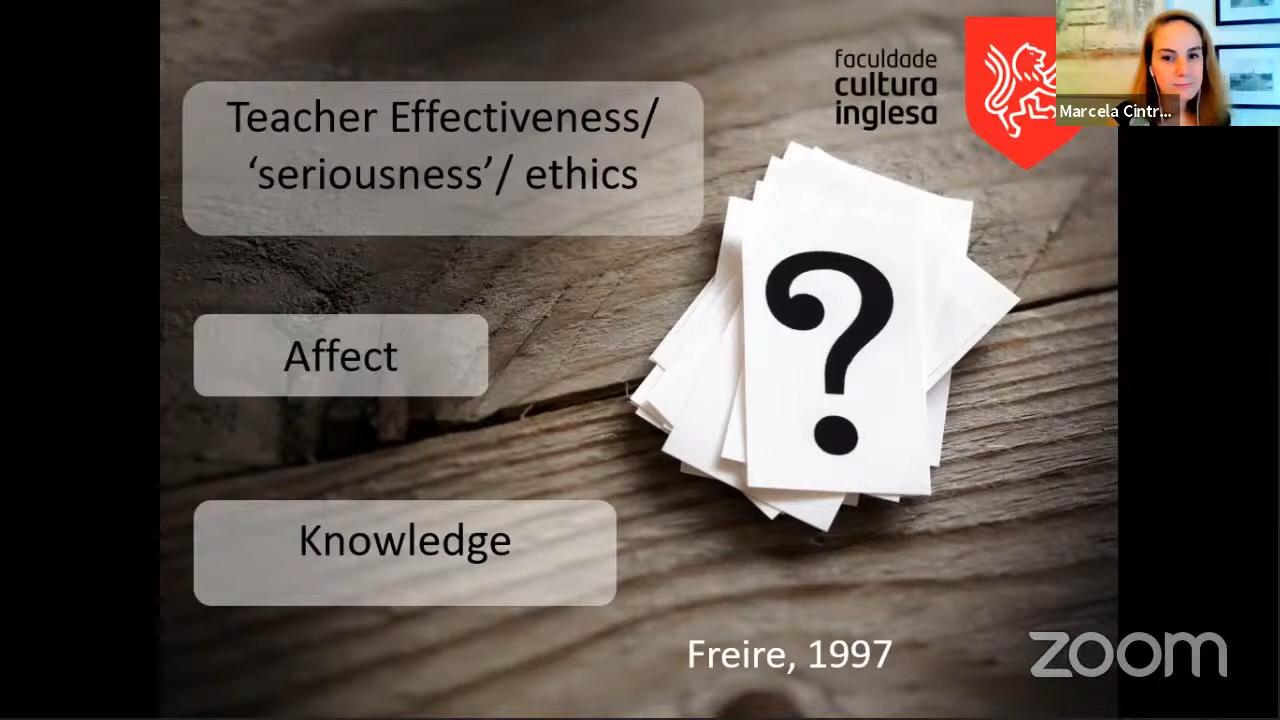 faculdade
cultura
inglesa
Marcela Cintr...
Teacher Effectiveness/
‘seriousness’/ ethics
?
Affect
Knowledge
Freire, 1997
zoom